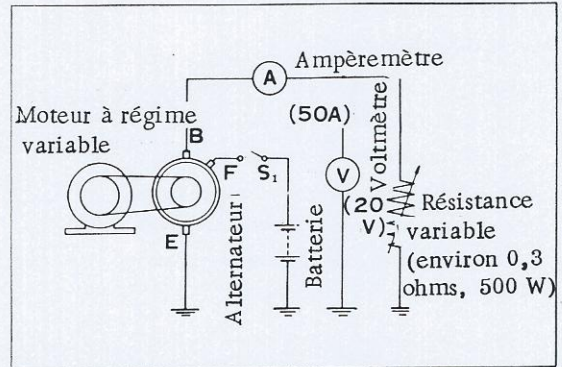 Ampèremètre
A
Moteur à régime
variable
B
(50A)
Voltmètre
F
S₁
V
(20
V)
Résistance
variable
(environ 0,3
ohms, 500 W)
E
Alternateur
Batterie